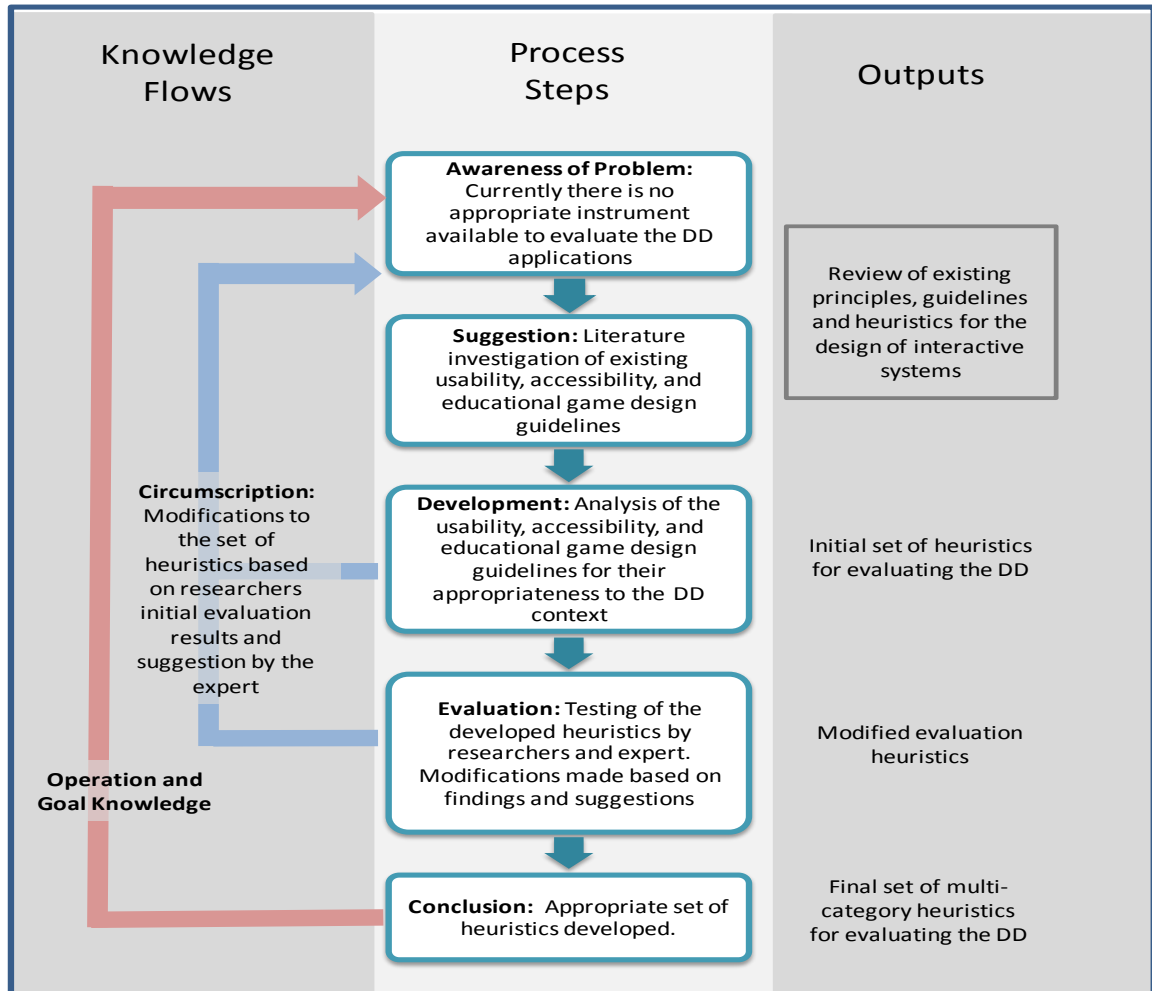 Knowledge
Flows
Process
Steps
Outputs
Awareness of Problem:
Currently there is no
appropriate instrument
available to evaluate the DD
applications
Review of existing
principles, guidelines
and heuristics for the
design of interactive
systems
Suggestion: Literature
investigation of existing
usability, accessibility, and
educational game design
guidelines
Circumscription:
Modifications to
the set of
heuristics based
on researchers
initial evaluation
results and
suggestion by the
expert
Development: Analysis of the
usability, accessibility, and
educational game design
guidelines for their
appropriateness to the DD
context
Initial set of heuristics
for evaluating the DD
Evaluation: Testing of the
developed heuristics by
researchers and expert.
Modifications made based on
findings and suggestions
Modified evaluation
heuristics
Operation and
Goal Knowledge
Conclusion: Appropriate set of
heuristics developed.
Final set of multi-
category heuristics
for evaluating the DD